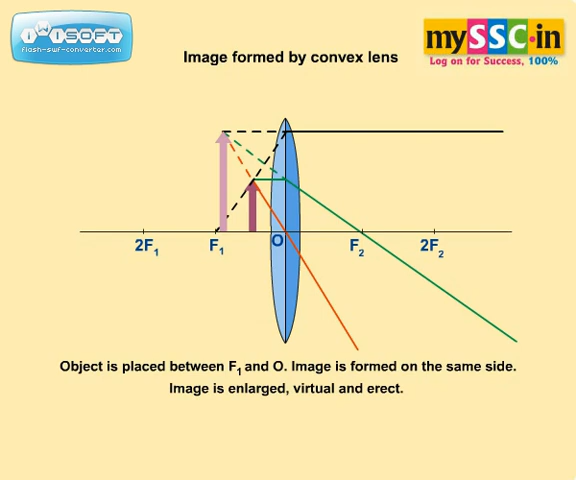 iWiSOFT
flash-swf-converter.com
mySSC.in
Log on for Success, 100%
Image formed by convex lens
2F₁ F₁ O F₂ 2F₂
Object is placed between F₁ and O. Image is formed on the same side.
Image is enlarged, virtual and erect.